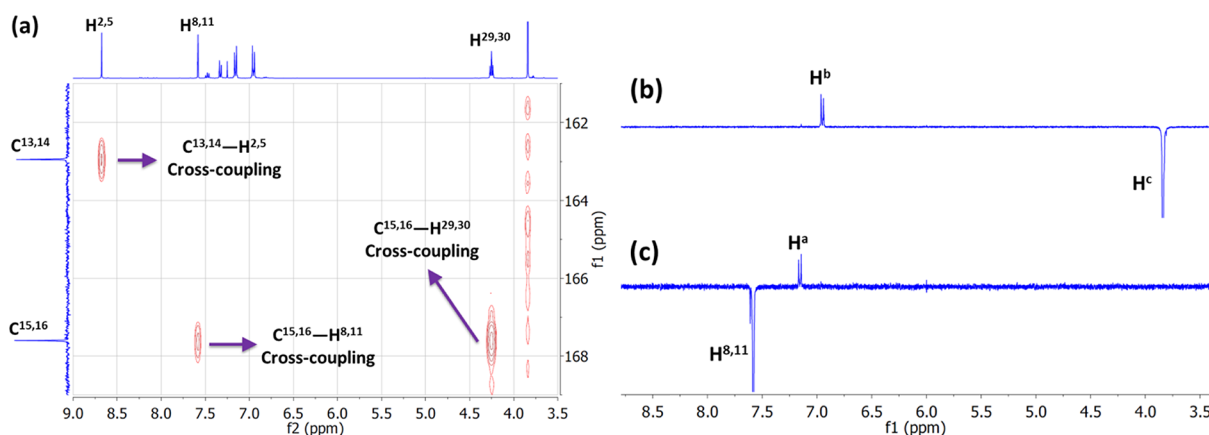 (a)
H2,5
H8,11
H29,30
C13,14
C15,16
C13,14—H2,5
Cross-coupling
C15,16—H29,30
Cross-coupling
C15,16—H8,11
Cross-coupling
162
164
166
168
f1 (ppm)
9.0 8.5 8.0 7.5 7.0 6.5 6.0 5.5 5.0 4.5 4.0 3.5
f2 (ppm)
(b)
Hb
Hc
(c)
Ha
H8,11
8.5 8.0 7.5 7.0 6.5 6.0 5.5 5.0 4.5 4.0 3.5
f1 (ppm)